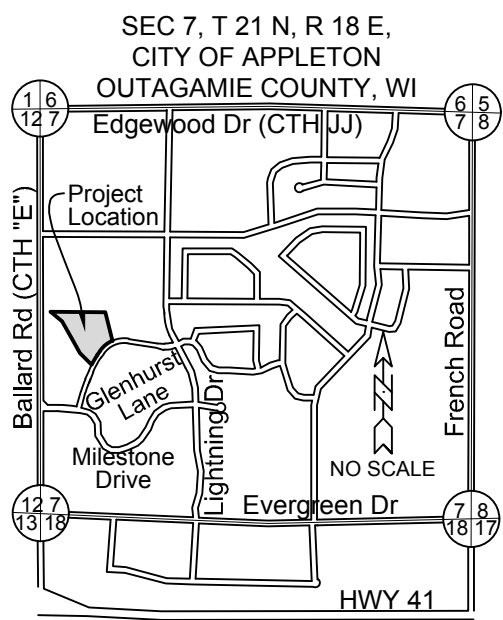 SEC 7, T 21 N, R 18 E,
CITY OF APPLETON
OUTAGAMIE COUNTY, WI
1 6
12 7
6 5
7 8
Edgewood Dr (CTH JJ)
Project
Location
Ballard Rd (CTH "E")
Glenhurst
Lane
Lightning Dr
French Road
N
NO SCALE
Milestone
Drive
Evergreen Dr
12 7
13 18
7 8
18 17
HWY 41